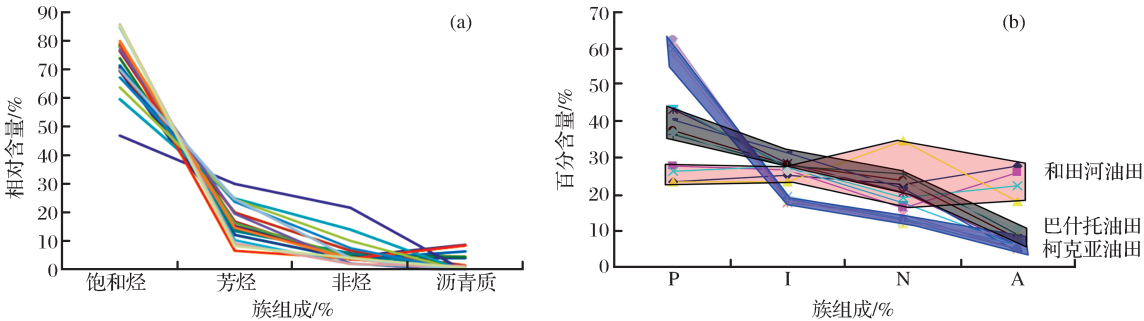 (a)
相对含量/%
90
80
70
60
50
40
30
20
10
0
饱和烃 芳烃 非烃 沥青质
族组成/%
(b)
百分含量/%
70
60
50
40
30
20
10
0
P I N A
族组成/%
和田河油田
巴什托油田
柯克亚油田